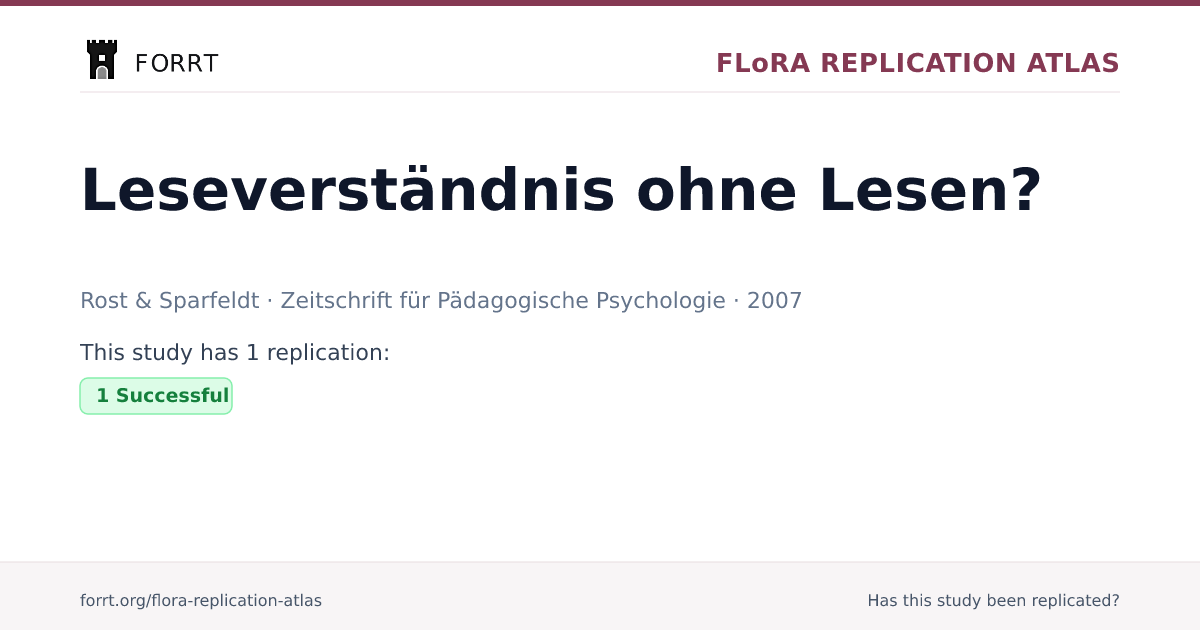 FORRT
FLoRA REPLICATION ATLAS
Leseverständnis ohne Lesen?
Rost & Sparfeldt · Zeitschrift für Pädagogische Psychologie · 2007
This study has 1 replication:
1 Successful
forrt.org/flora-replication-atlas
Has this study been replicated?